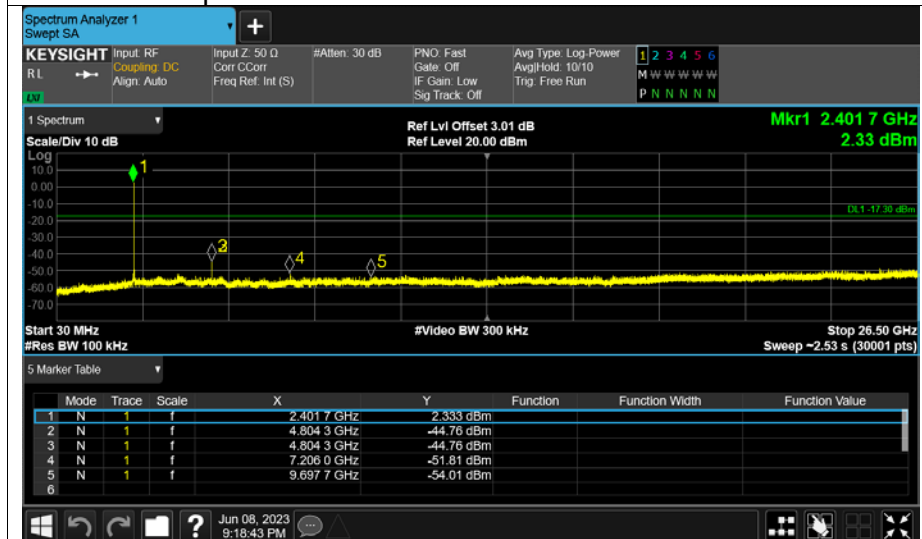 Spectrum Analyzer 1
Swept SA
+
KEYSIGHT Input: RF Input Z: 50 Ω #Atten: 30 dB PNO: Fast Avg Type: Log-Power 1 2 3 4 5 6
RL Coupling: DC Corr CCorr Gate: Off Avg|Hold: 10/10 M W W W W W
Align: Auto Freq Ref: Int (S) IF Gain: Low Trig: Free Run
LXI Sig Track: Off P N N N N N
1 Spectrum Mkr1 2.401 7 GHz
Ref Lvl Offset 3.01 dB
Scale/Div 10 dB Ref Level 20.00 dBm 2.33 dBm
Log
10.0
0.00
-10.0
-20.0
-30.0
-40.0
-50.0
-60.0
-70.0
1
DL1 -17.30 dBm
3
4
5
Start 30 MHz #Video BW 300 kHz Stop 26.50 GHz
#Res BW 100 kHz Sweep ~2.53 s (30001 pts)
5 Marker Table
Mode Trace Scale X Y Function Function Width Function Value
1 N 1 f 2.401 7 GHz 2.333 dBm
2 N 1 f 4.804 3 GHz -44.76 dBm
3 N 1 f 4.804 3 GHz -44.76 dBm
4 N 1 f 7.206 0 GHz -51.81 dBm
5 N 1 f 9.697 7 GHz -54.01 dBm
6
? Jun 08, 2023
9:18:43 PM